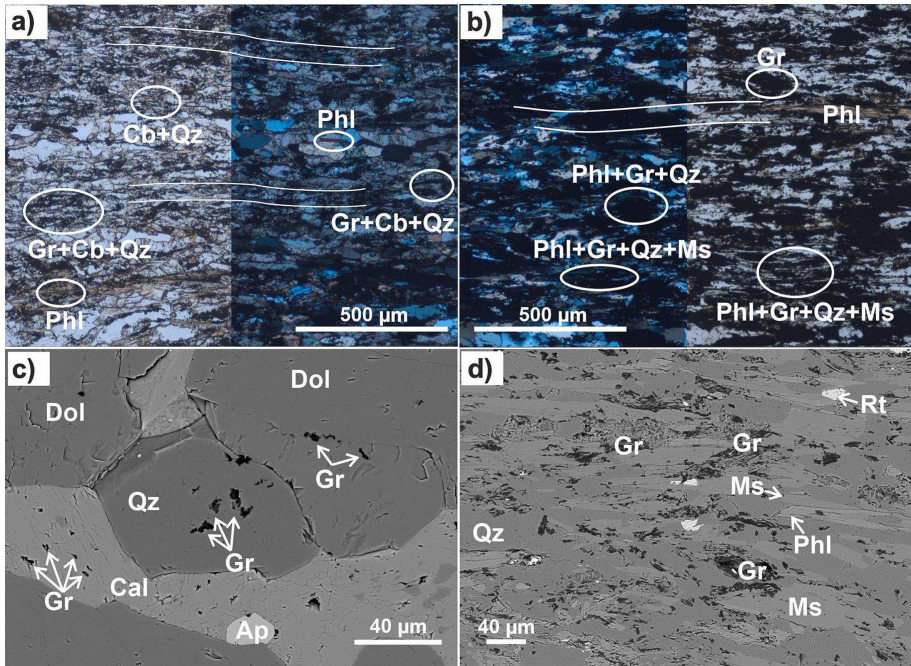 a)
Cb+Qz
Phl
Gr+Cb+Qz
Gr+Cb+Qz
Phl
500 µm
b)
Gr
Phl
Phl+Gr+Qz
Phl+Gr+Qz+Ms
Phl+Gr+Qz+Ms
500 µm
c)
Dol
Dol
Gr
Qz
Gr
Gr
Cal
Ap
40 µm
d)
Rt
Gr
Gr
Ms
Qz
Phl
Gr
Ms
40 µm